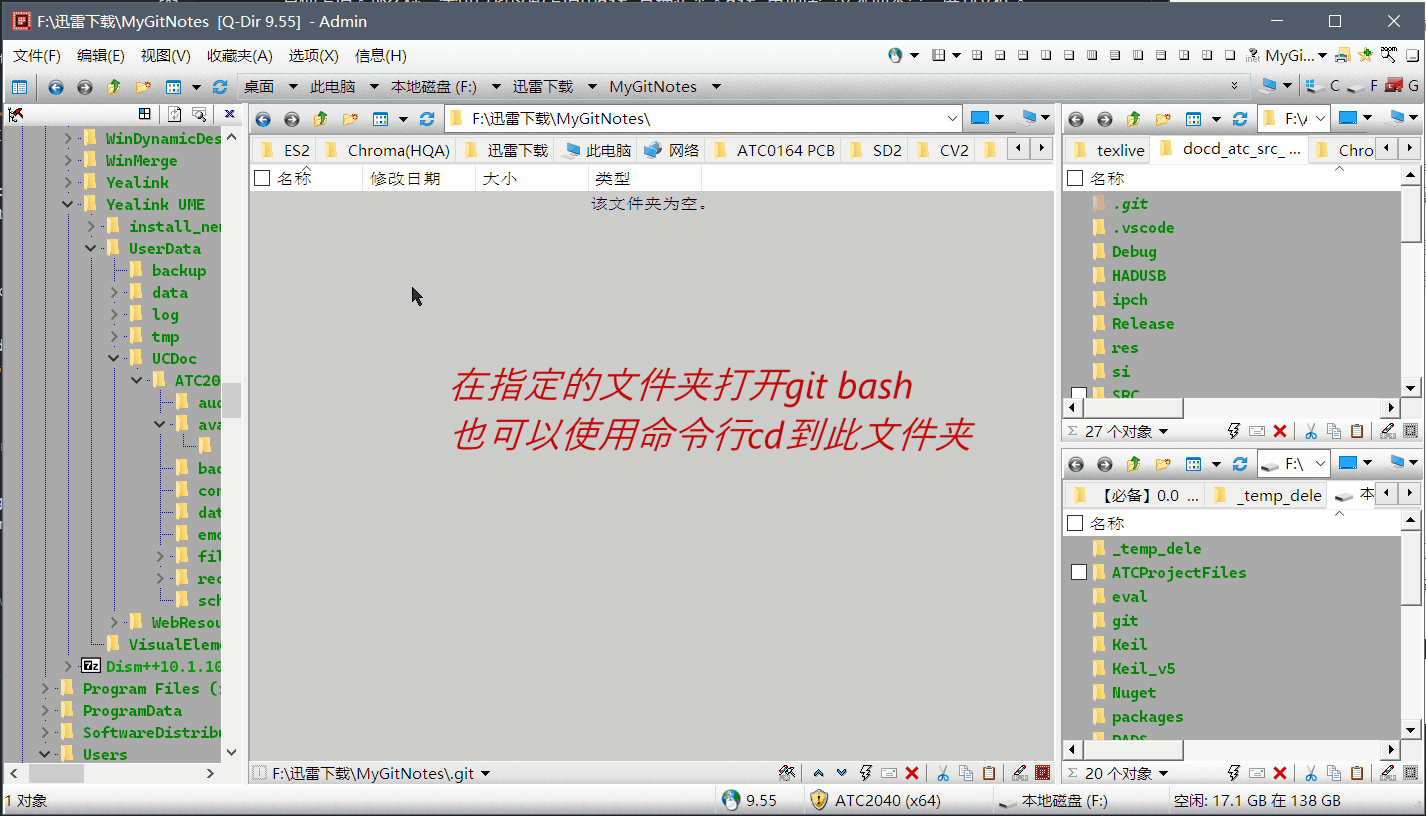 F:\迅雷下载\MyGitNotes [Q-Dir 9.55] - Admin
文件(F) 编辑(E) 视图(V) 收藏夹(A) 选项(X) 信息(H) MyGi...
桌面 此电脑 本地磁盘 (F:) 迅雷下载 MyGitNotes C F G
WinDynamicDes
WinMerge
Yealink
Yealink UME
install_ne
UserData
backup
data
log
tmp
UCDoc
ATC20
au
ava
bac
con
dat
emo
fil
rec
sch
WebResou
VisualEleme
Dism++10.1.10
Program Files (
ProgramData
SoftwareDistribu
Users
F:\迅雷下载\MyGitNotes\
ES2 Chroma(HQA) 迅雷下载 此电脑 网络 ATC0164 PCB SD2 CV2
名称 修改日期 大小 类型
该文件夹为空。
在指定的文件夹打开git bash
也可以使用命令行cd到此文件夹
F:\迅雷下载\MyGitNotes\.git
F:\
texlive docd_atc_src_ ... Chro
名称
.git
.vscode
Debug
HADUSB
ipch
Release
res
si
SRC
27 个对象
F:\
【必备】0.0 ... _temp_dele 本
名称
_temp_dele
ATCProjectFiles
eval
git
Keil
Keil_v5
Nuget
packages
PADS
20 个对象
1 对象 9.55 ATC2040 (x64) 本地磁盘 (F:) 空闲: 17.1 GB 在 138 GB